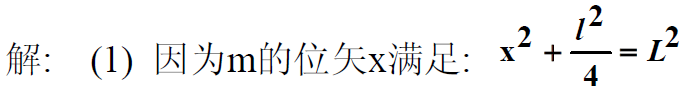 解: (1) 因为m的位矢x满足: x² + l²/4 = L²